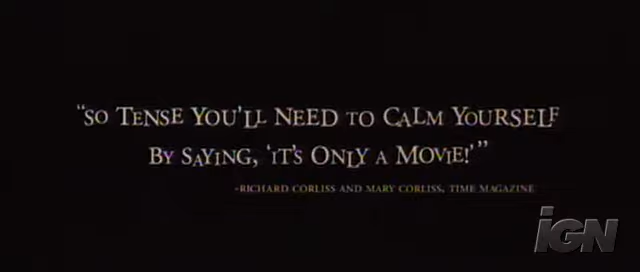 "SO TENSE YOU'LL NEED TO CALM YOURSELF
BY SAYING, 'IT'S ONLY A MOVIE!'"
-RICHARD CORLISS AND MARY CORLISS, TIME MAGAZINE
IGN